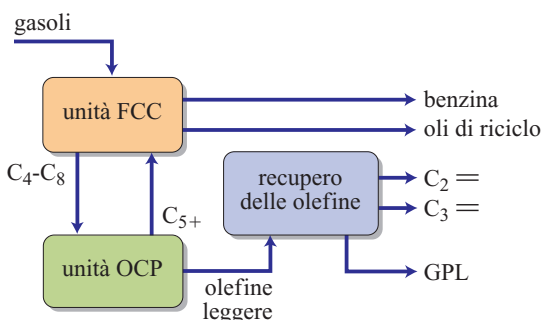 gasoli
unità FCC
benzina
oli di riciclo
C4-C8
C5+
recupero
delle olefine
C2 =
C3 =
unità OCP
olefine
leggere
GPL